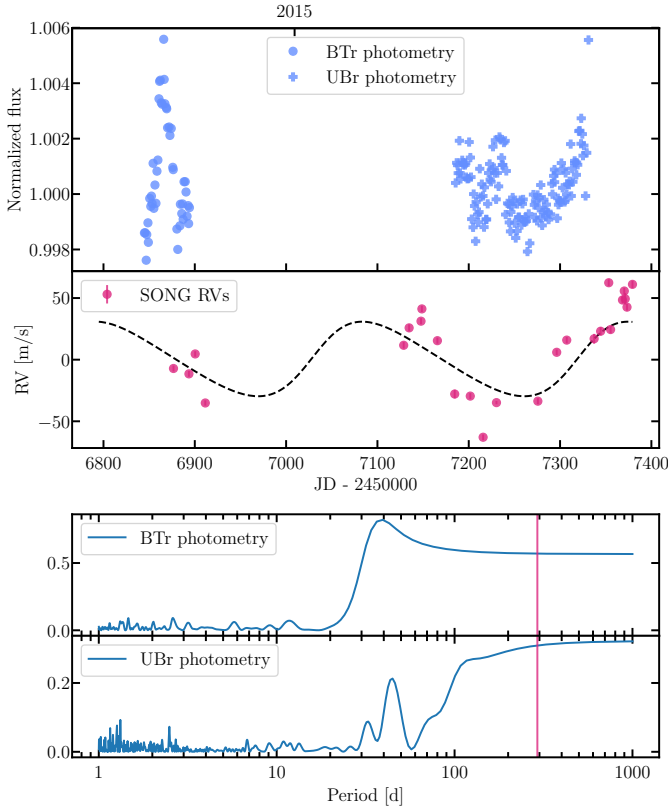 2015
1.006
1.004
1.002
1.000
0.998
Normalized flux
BTr photometry
UBr photometry
50
0
−50
RV [m/s]
SONG RVs
6800 6900 7000 7100 7200 7300 7400
JD - 2450000
0.5
0.0
BTr photometry
0.2
0.0
UBr photometry
1 10 100 1000
Period [d]